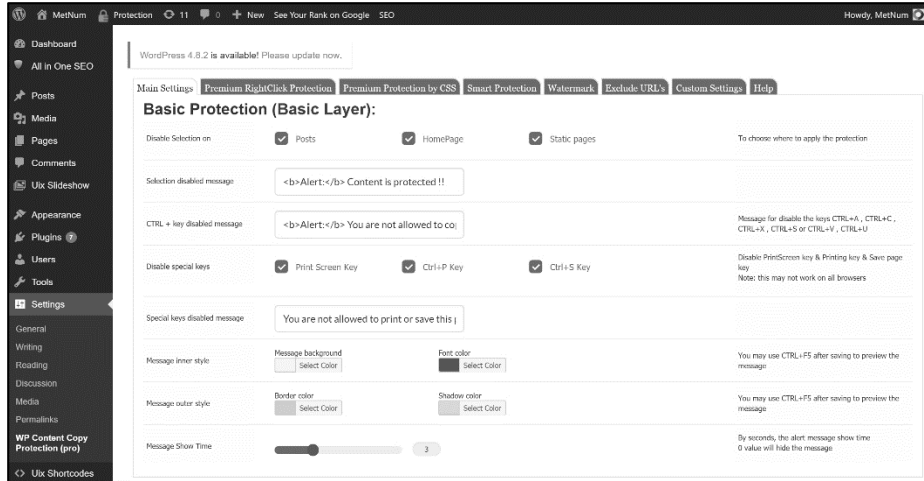 MetNum Protection 11 0 New See Your Rank on Google SEO Howdy, MetNum
Dashboard
All in One SEO
Posts
Media
Pages
Comments
Uix Slideshow
Appearance
Plugins 7
Users
Tools
Settings
General
Writing
Reading
Discussion
Media
Permalinks
WP Content Copy
Protection (pro)
Uix Shortcodes
WordPress 4.8.2 is available! Please update now.
Main Settings Premium RightClick Protection Premium Protection by CSS Smart Protection Watermark Exclude URL's Custom Settings Help
Basic Protection (Basic Layer):
Disable Selection on Posts HomePage Static pages To choose where to apply the protection
Selection disabled message <b>Alert:</b> Content is protected !!
CTRL + key disabled message <b>Alert:</b> You are not allowed to co
Message for disable the keys CTRL+A , CTRL+C ,
CTRL+X , CTRL+S or CTRL+V , CTRL+U
Disable special keys Print Screen Key Ctrl+P Key Ctrl+S Key
Disable PrintScreen key & Printing key & Save page
key
Note: this may not work on all browsers
Special keys disabled message You are not allowed to print or save this
Message inner style
Message background Font color
Select Color Select Color
You may use CTRL+F5 after saving to preview the
message
Message outer style
Border color Shadow color
Select Color Select Color
You may use CTRL+F5 after saving to preview the
message
Message Show Time 3
By seconds, the alert message show time
0 value will hide the message